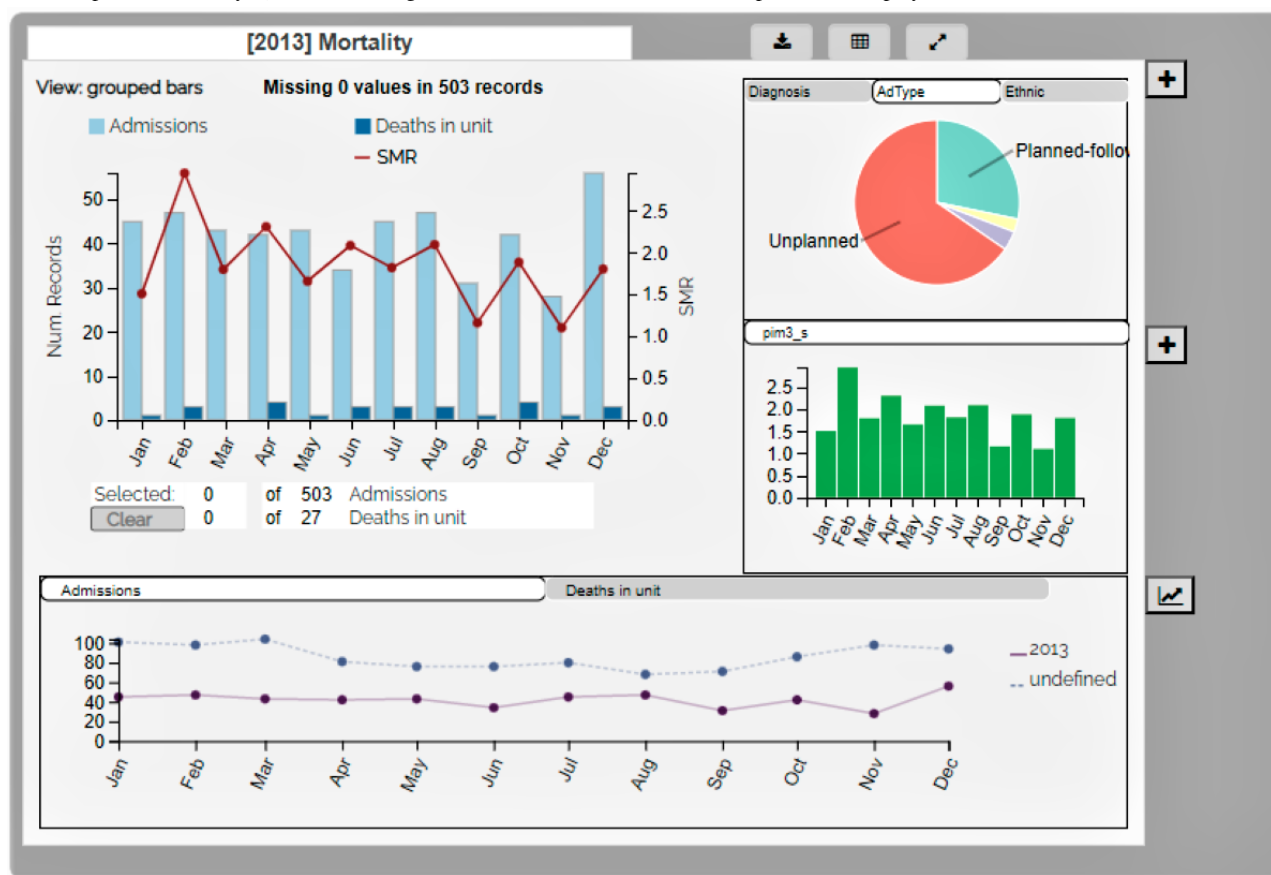 [2013] Mortality
View: grouped bars
Missing 0 values in 503 records
Admissions
Deaths in unit
SMR
50
40
30
20
10
0
Num. Records
2.5
2.0
1.5
1.0
0.5
0.0
SMR
Jan Feb Mar Apr May Jun Jul Aug Sep Oct Nov Dec
Selected: 0 of 503 Admissions
Clear 0 of 27 Deaths in unit
Diagnosis AdType Ethnic
Planned-follow
Unplanned
pim3_s
2.5
2.0
1.5
1.0
0.5
0.0
Jan Feb Mar Apr May Jun Jul Aug Sep Oct Nov Dec
Admissions Deaths in unit
100
80
60
40
20
0
Jan Feb Mar Apr May Jun Jul Aug Sep Oct Nov Dec
2013
undefined